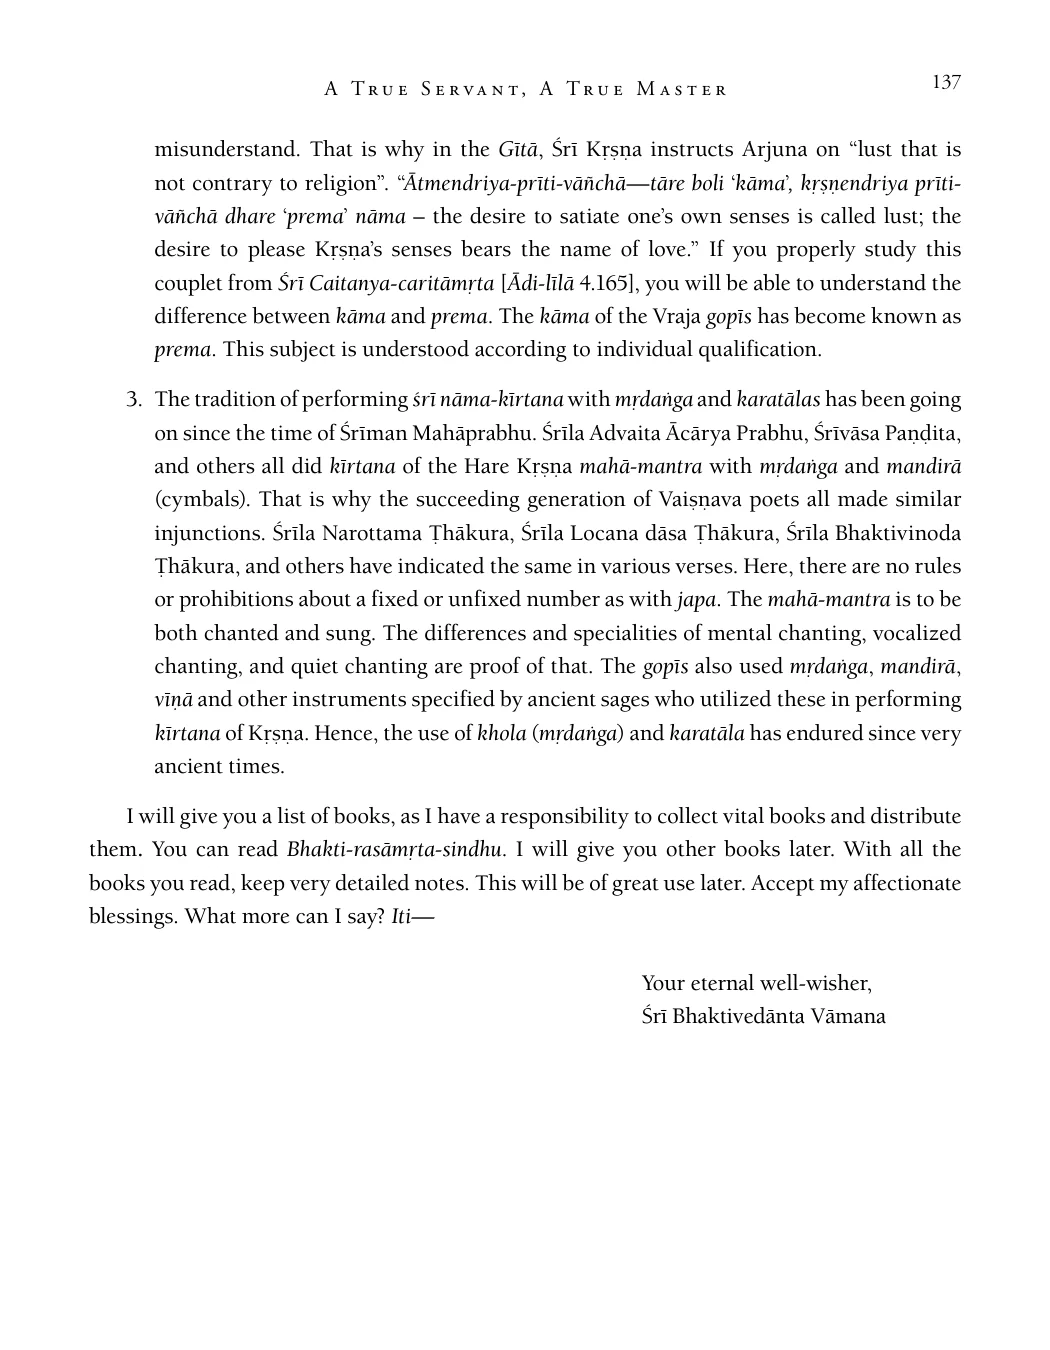 A True Servant, A True Master 137
misunderstand. That is why in the Gītā, Śrī Kṛṣṇa instructs Arjuna on “lust that is
not contrary to religion”. “Ātmendriya-prīti-vāñchā—tāre boli ‘kāma’, kṛṣṇendriya prīti-
vāñchā dhare ‘prema’ nāma – the desire to satiate one’s own senses is called lust; the
desire to please Kṛṣṇa’s senses bears the name of love.” If you properly study this
couplet from Śrī Caitanya-caritāmṛta [Ādi-līlā 4.165], you will be able to understand the
difference between kāma and prema. The kāma of the Vraja gopīs has become known as
prema. This subject is understood according to individual qualification.
3. The tradition of performing śrī nāma-kīrtana with mṛdaṅga and karatālas has been going
on since the time of Śrīman Mahāprabhu. Śrīla Advaita Ācārya Prabhu, Śrīvāsa Paṇḍita,
and others all did kīrtana of the Hare Kṛṣṇa mahā-mantra with mṛdaṅga and mandirā
(cymbals). That is why the succeeding generation of Vaiṣṇava poets all made similar
injunctions. Śrīla Narottama Ṭhākura, Śrīla Locana dāsa Ṭhākura, Śrīla Bhaktivinoda
Ṭhākura, and others have indicated the same in various verses. Here, there are no rules
or prohibitions about a fixed or unfixed number as with japa. The mahā-mantra is to be
both chanted and sung. The differences and specialities of mental chanting, vocalized
chanting, and quiet chanting are proof of that. The gopīs also used mṛdaṅga, mandirā,
vīṇā and other instruments specified by ancient sages who utilized these in performing
kīrtana of Kṛṣṇa. Hence, the use of khola (mṛdaṅga) and karatāla has endured since very
ancient times.
I will give you a list of books, as I have a responsibility to collect vital books and distribute
them. You can read Bhakti-rasāmṛta-sindhu. I will give you other books later. With all the
books you read, keep very detailed notes. This will be of great use later. Accept my affectionate
blessings. What more can I say? Iti—
Your eternal well-wisher,
Śrī Bhaktivedānta Vāmana